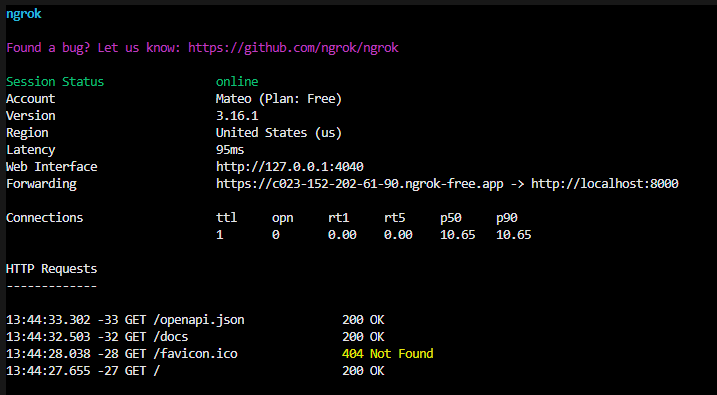 ngrok
Found a bug? Let us know: https://github.com/ngrok/ngrok
Session Status online
Account Mateo (Plan: Free)
Version 3.16.1
Region United States (us)
Latency 95ms
Web Interface http://127.0.0.1:4040
Forwarding https://c023-152-202-61-90.ngrok-free.app -> http://localhost:8000
Connections ttl opn rt1 rt5 p50 p90
1 0 0.00 0.00 10.65 10.65
HTTP Requests
-------------
13:44:33.302 -33 GET /openapi.json 200 OK
13:44:32.503 -32 GET /docs 200 OK
13:44:28.038 -28 GET /favicon.ico 404 Not Found
13:44:27.655 -27 GET / 200 OK